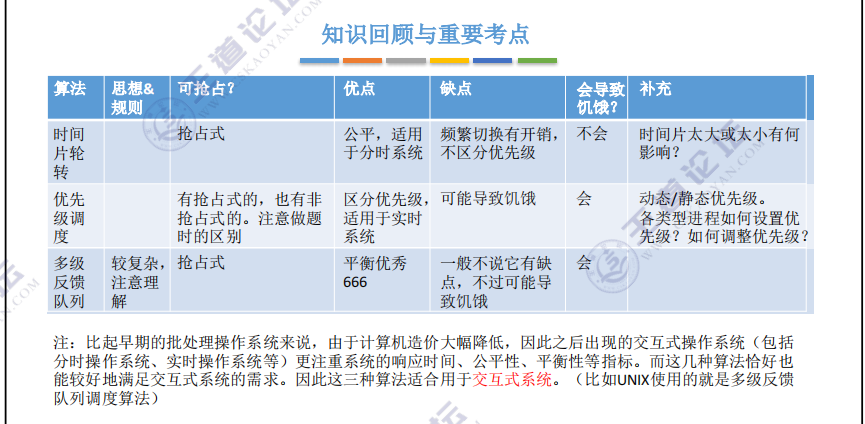 知识回顾与重要考点
算法
思想&
规则
可抢占？
优点
缺点
会导致
饥饿？
补充
时间
片轮
转
抢占式
公平，适用
于分时系统
频繁切换有开销，
不区分优先级
不会
时间片太大或太小有何
影响？
优先
级调
度
有抢占式的，也有非
抢占式的。注意做题
时的区别
区分优先级，
适用于实时
系统
可能导致饥饿
会
动态/静态优先级。
各类型进程如何设置优
先级？如何调整优先级？
多级
反馈
队列
较复杂，
注意理
解
抢占式
平衡优秀
666
一般不说它有缺
点，不过可能导
致饥饿
会
注：比起早期的批处理操作系统来说，由于计算机造价大幅降低，因此之后出现的交互式操作系统（包括
分时操作系统、实时操作系统等）更注重系统的响应时间、公平性、平衡性等指标。而这几种算法恰好也
能较好地满足交互式系统的需求。因此这三种算法适合用于交互式系统。（比如UNIX使用的就是多级反馈
队列调度算法）
王道论坛
王道论坛